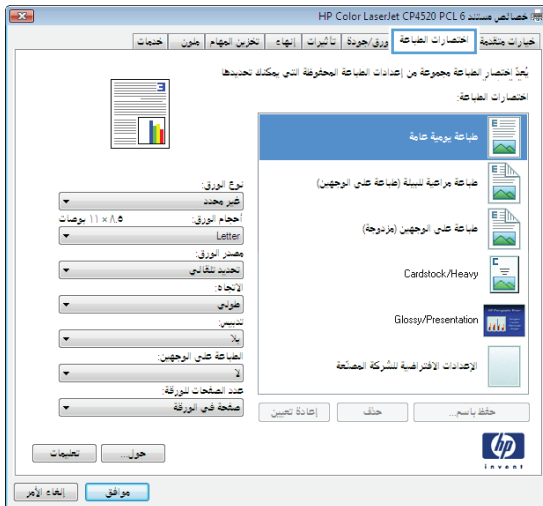 خصائص مستند HP Color LaserJet CP4520 PCL 6
خيارات متقدمة
اختصارات الطباعة
ورق/جودة
تأثيرات
إنهاء
تخزين المهام
ملون
خدمات
يُعدّ اختصار الطباعة مجموعة من إعدادات الطباعة المحفوظة التي يمكنك تحديدها
اختصارات الطباعة:
طباعة يومية عامة
طباعة مراعية للبيئة (طباعة على الوجهين)
طباعة على الوجهين (مزدوجة)
Cardstock/Heavy
Glossy/Presentation
الإعدادات الافتراضية للشركة المصنّعة
حفظ باسم...
حذف
إعادة تعيين
نوع الورق:
غير محدد
أحجام الورق:
٨,٥ × ١١ بوصات
Letter
مصدر الورق:
تحديد تلقائي
الاتجاه:
طولي
تدبيس:
بلا
الطباعة على الوجهين:
لا
عدد الصفحات للورقة:
صفحة في الورقة
hp
invent
حول...
تعليمات
موافق
إلغاء الأمر